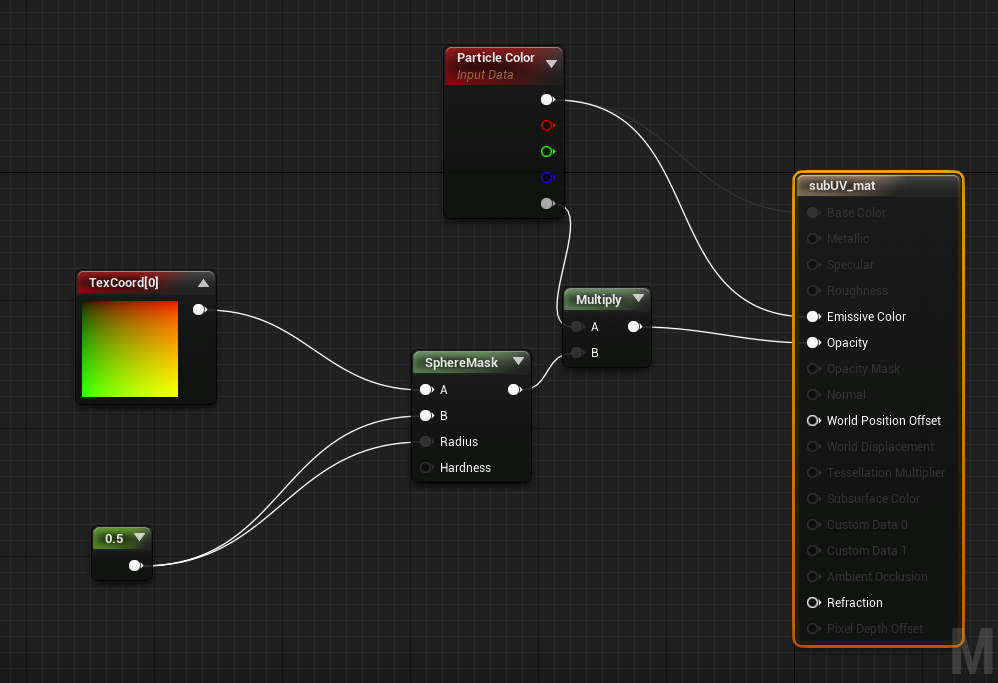 Particle Color
Input Data
subUV_mat
Base Color
Metallic
Specular
Roughness
Emissive Color
Opacity
Opacity Mask
Normal
World Position Offset
World Displacement
Tessellation Multiplier
Subsurface Color
Custom Data 0
Custom Data 1
Ambient Occlusion
Refraction
Pixel Depth Offset
TexCoord[0]
Multiply
A
B
SphereMask
A
B
Radius
Hardness
0.5
M